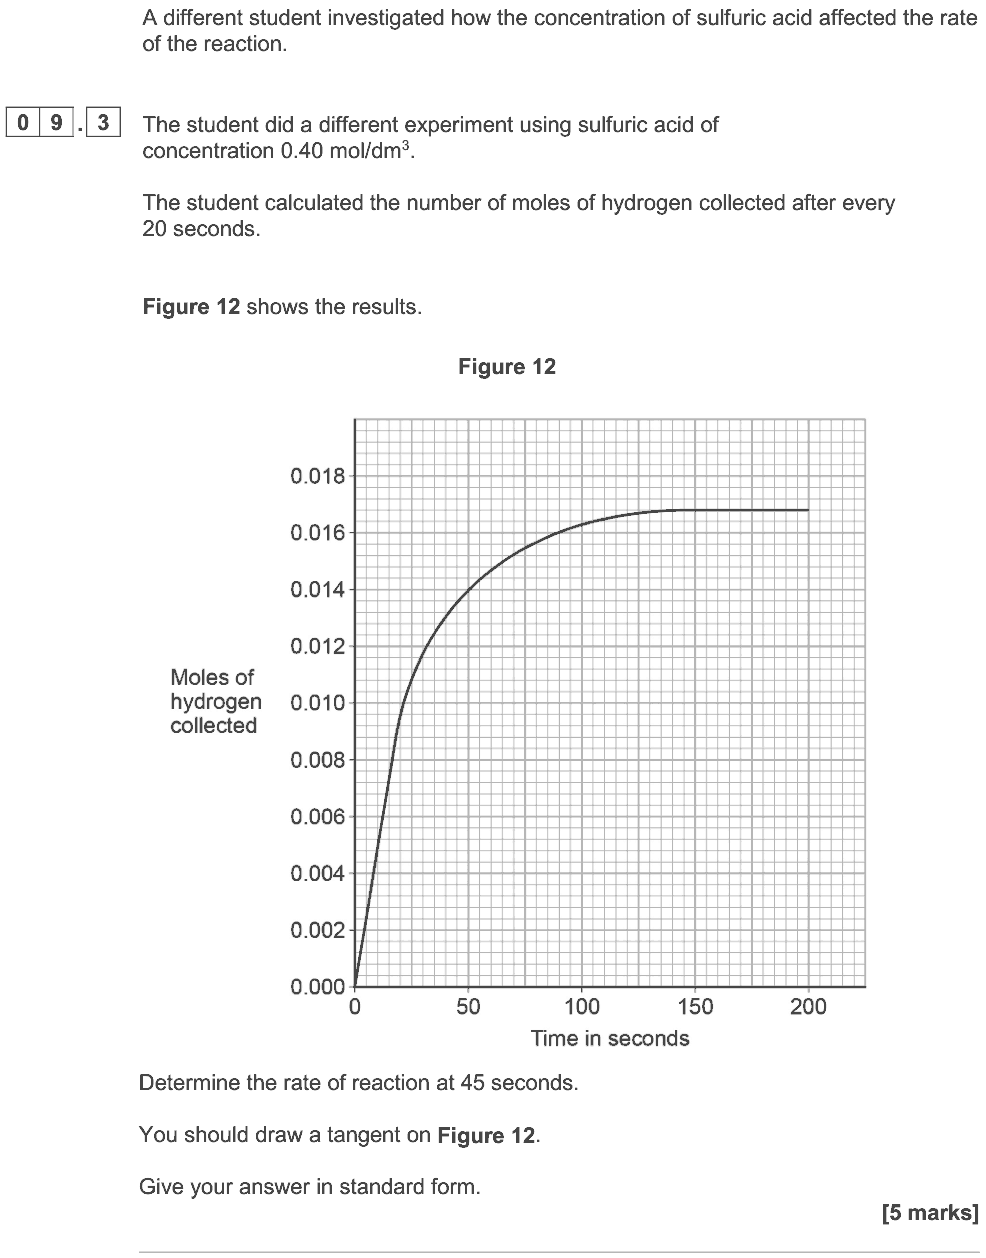 A different student investigated how the concentration of sulfuric acid affected the rate
of the reaction.
0 9 . 3 The student did a different experiment using sulfuric acid of
concentration 0.40 mol/dm³.
The student calculated the number of moles of hydrogen collected after every
20 seconds.
Figure 12 shows the results.
Figure 12
0.018
0.016
0.014
0.012
Moles of
hydrogen
collected
0.010
0.008
0.006
0.004
0.002
0.000
0 50 100 150 200
Time in seconds
Determine the rate of reaction at 45 seconds.
You should draw a tangent on Figure 12.
Give your answer in standard form.
[5 marks]